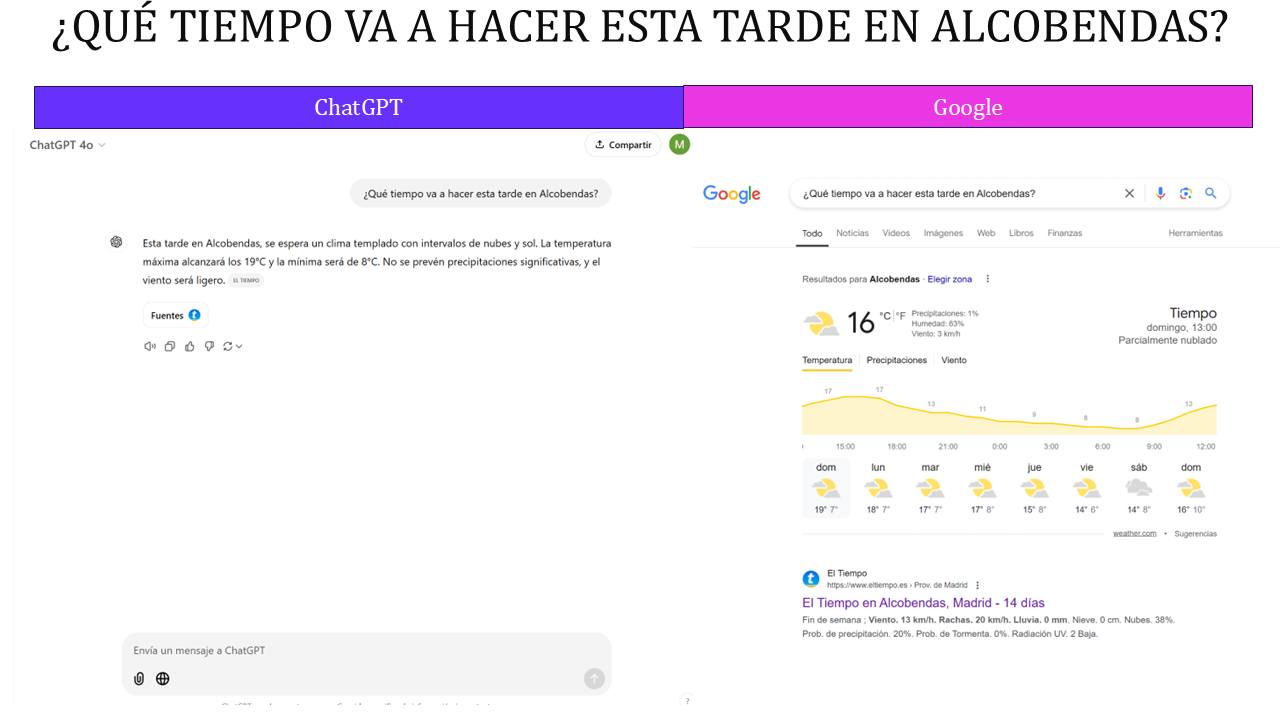 ¿QUÉ TIEMPO VA A HACER ESTA TARDE EN ALCOBENDAS?
ChatGPT
Google
ChatGPT 4o
Compartir
M
¿Qué tiempo va a hacer esta tarde en Alcobendas?
Esta tarde en Alcobendas, se espera un clima templado con intervalos de nubes y sol. La temperatura
máxima alcanzará los 19°C y la mínima será de 8°C. No se prevén precipitaciones significativas, y el
viento será ligero. EL TIEMPO
Fuentes
Envía un mensaje a ChatGPT
?
Google
¿Qué tiempo va a hacer esta tarde en Alcobendas?
Todo Noticias Vídeos Imágenes Web Libros Finanzas Herramientas
Resultados para Alcobendas · Elegir zona
16 °C | °F
Precipitaciones: 1%
Humedad: 63%
Viento: 3 km/h
Tiempo
domingo, 13:00
Parcialmente nublado
Temperatura Precipitaciones Viento
17 17 13 11 9 8 8 13
15:00 18:00 21:00 0:00 3:00 6:00 9:00 12:00
dom lun mar mié jue vie sáb dom
19° 7° 18° 7° 17° 7° 17° 8° 15° 8° 14° 6° 14° 8° 16° 10°
weather.com • Sugerencias
El Tiempo
https://www.eltiempo.es › Prov. de Madrid
El Tiempo en Alcobendas, Madrid - 14 días
Fin de semana ; Viento. 13 km/h. Rachas. 20 km/h. Lluvia. 0 mm. Nieve. 0 cm. Nubes. 38%.
Prob. de precipitación. 20%. Prob. de Tormenta. 0%. Radiación UV. 2 Baja.